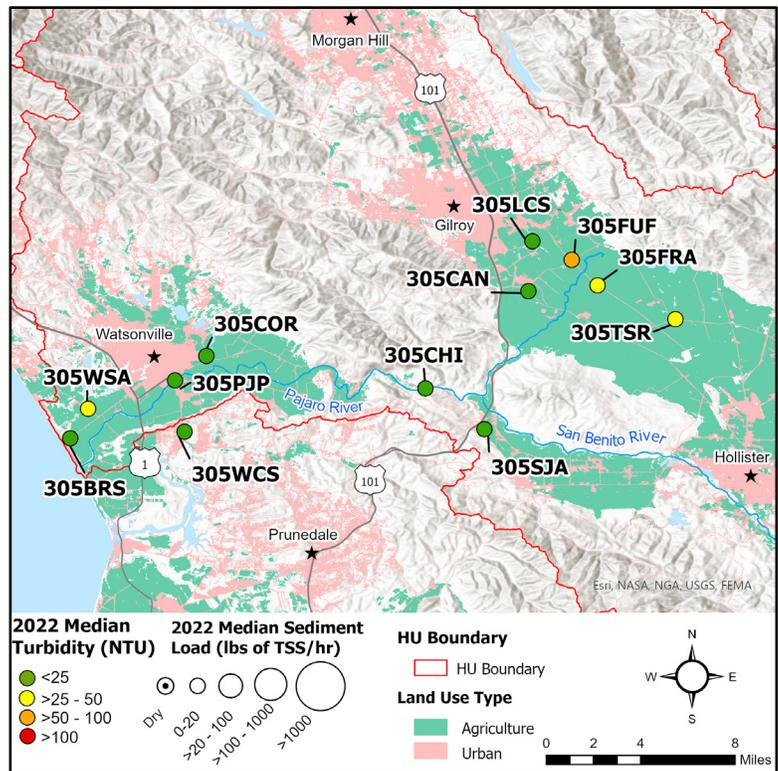 Morgan Hill
101
305LCS
Gilroy
305FUF
305FRA
305CAN
305TSR
Watsonville
305COR
305CHI
305WSA
305PJP
Pajaro River
San Benito River
305WCS
305SJA
Hollister
305BRS
1
101
Prunedale
Esri, NASA, NGA, USGS, FEMA
2022 Median
Turbidity (NTU)
<25
>25 - 50
>50 - 100
>100
2022 Median Sediment
Load (lbs of TSS/hr)
Dry
0-20
>20 - 100
>100 - 1000
>1000
HU Boundary
HU Boundary
Land Use Type
Agriculture
Urban
N
W E
S
0 2 4 8
Miles